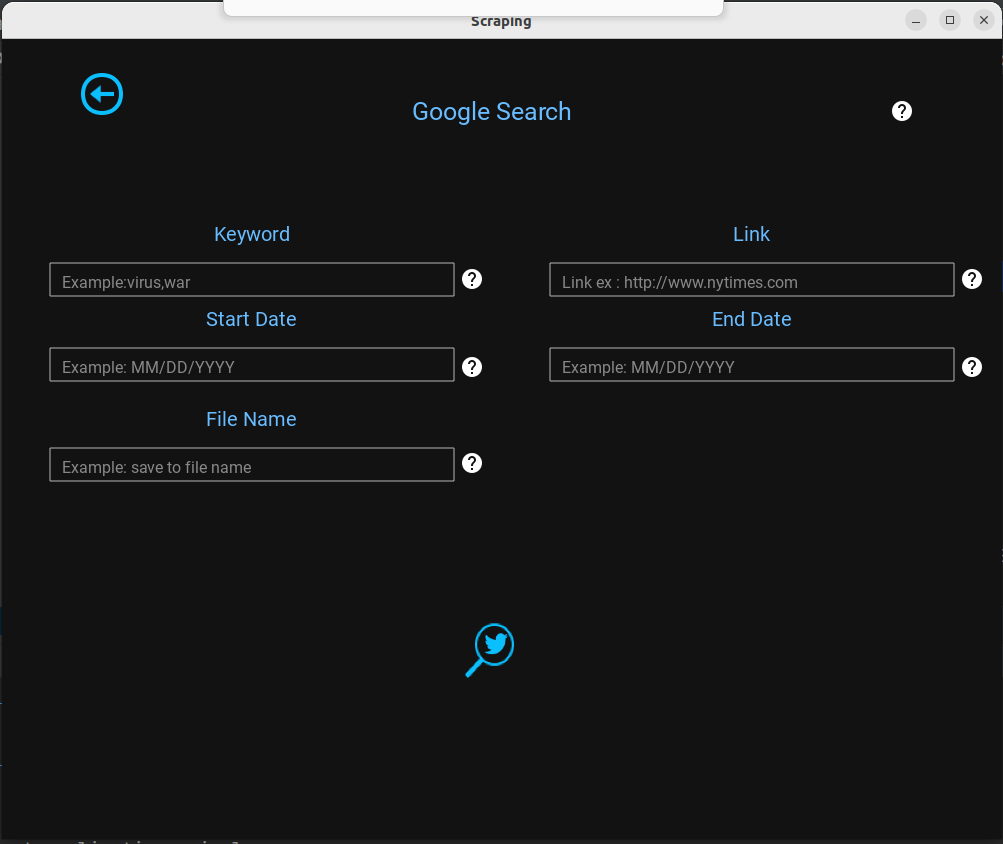 Scraping
Google Search
Keyword
Link
Example:virus,war
Link ex : http://www.nytimes.com
Start Date
End Date
Example: MM/DD/YYYY
Example: MM/DD/YYYY
File Name
Example: save to file name